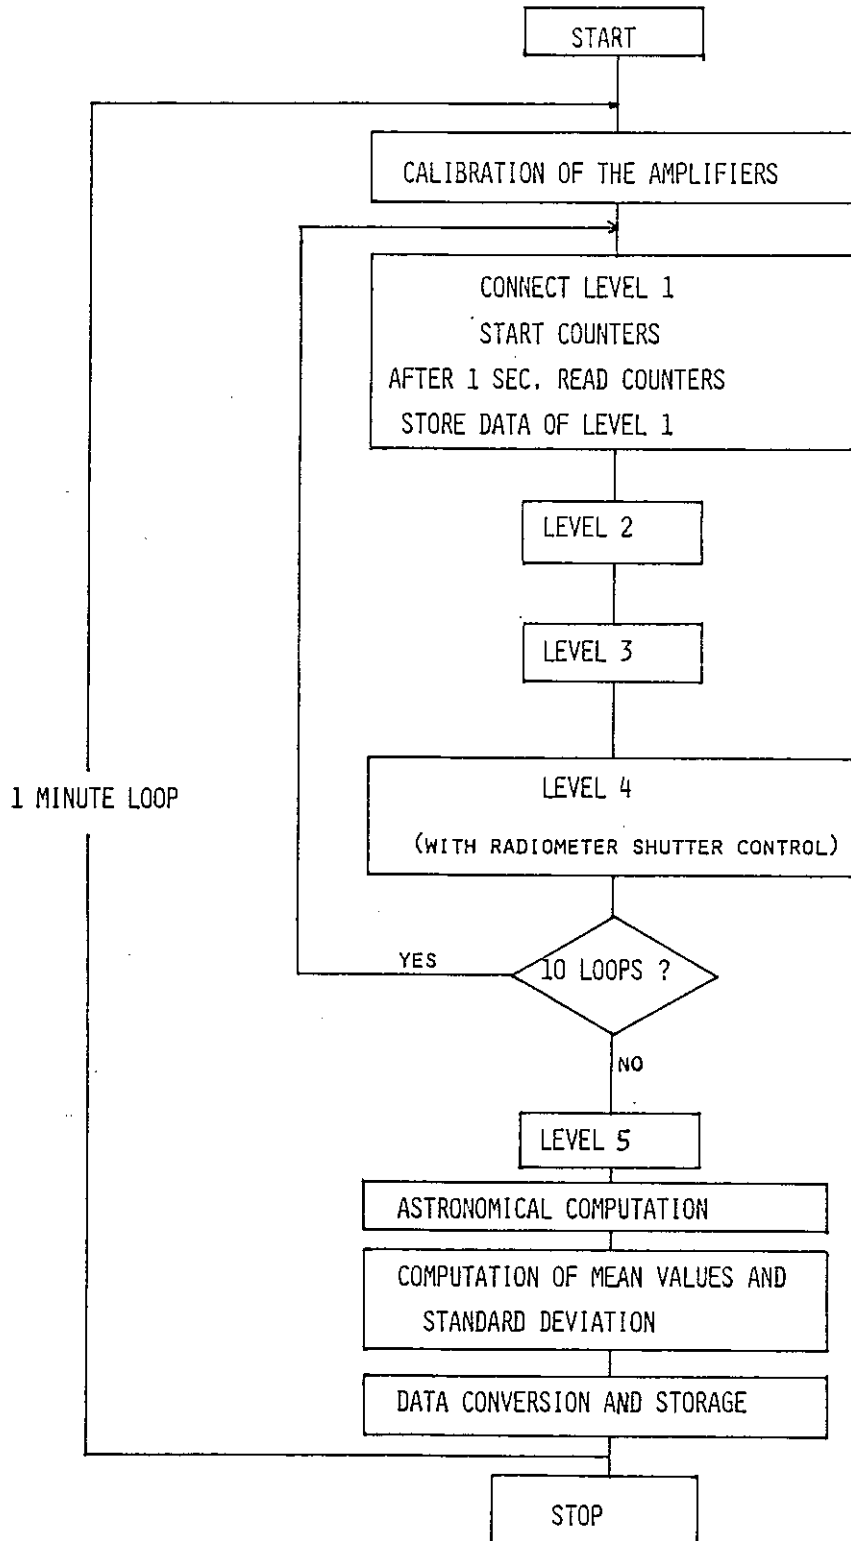 START
CALIBRATION OF THE AMPLIFIERS
CONNECT LEVEL 1
START COUNTERS
AFTER 1 SEC. READ COUNTERS
STORE DATA OF LEVEL 1
LEVEL 2
LEVEL 3
1 MINUTE LOOP
LEVEL 4
(WITH RADIOMETER SHUTTER CONTROL)
YES
10 LOOPS ?
NO
LEVEL 5
ASTRONOMICAL COMPUTATION
COMPUTATION OF MEAN VALUES AND
STANDARD DEVIATION
DATA CONVERSION AND STORAGE
STOP